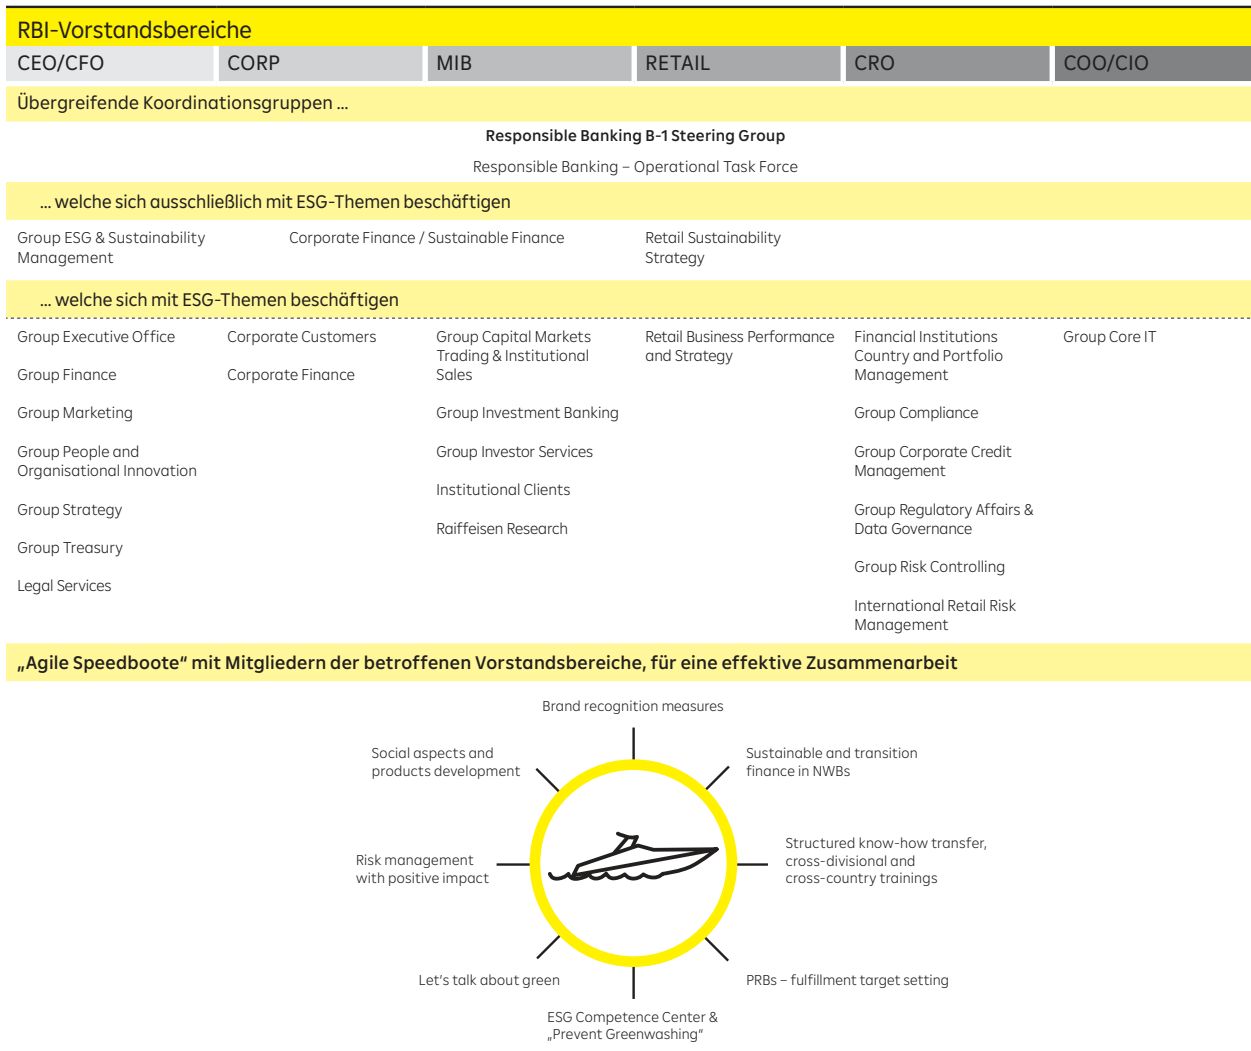 RBI-Vorstandsbereiche
CEO/CFO
CORP
MIB
RETAIL
CRO
COO/CIO
Übergreifende Koordinationsgruppen ...
Responsible Banking B-1 Steering Group
Responsible Banking – Operational Task Force
... welche sich ausschließlich mit ESG-Themen beschäftigen
Group ESG & Sustainability
Management
Corporate Finance / Sustainable Finance
Retail Sustainability
Strategy
... welche sich mit ESG-Themen beschäftigen
Group Executive Office
Group Finance
Group Marketing
Group People and
Organisational Innovation
Group Strategy
Group Treasury
Legal Services
Corporate Customers
Corporate Finance
Group Capital Markets
Trading & Institutional
Sales
Group Investment Banking
Group Investor Services
Institutional Clients
Raiffeisen Research
Retail Business Performance
and Strategy
Financial Institutions
Country and Portfolio
Management
Group Compliance
Group Corporate Credit
Management
Group Regulatory Affairs &
Data Governance
Group Risk Controlling
International Retail Risk
Management
Group Core IT
„Agile Speedboote“ mit Mitgliedern der betroffenen Vorstandsbereiche, für eine effektive Zusammenarbeit
Brand recognition measures
Social aspects and
products development
Sustainable and transition
finance in NWBs
Risk management
with positive impact
Structured know-how transfer,
cross-divisional and
cross-country trainings
Let's talk about green
PRBs – fulfillment target setting
ESG Competence Center &
„Prevent Greenwashing“